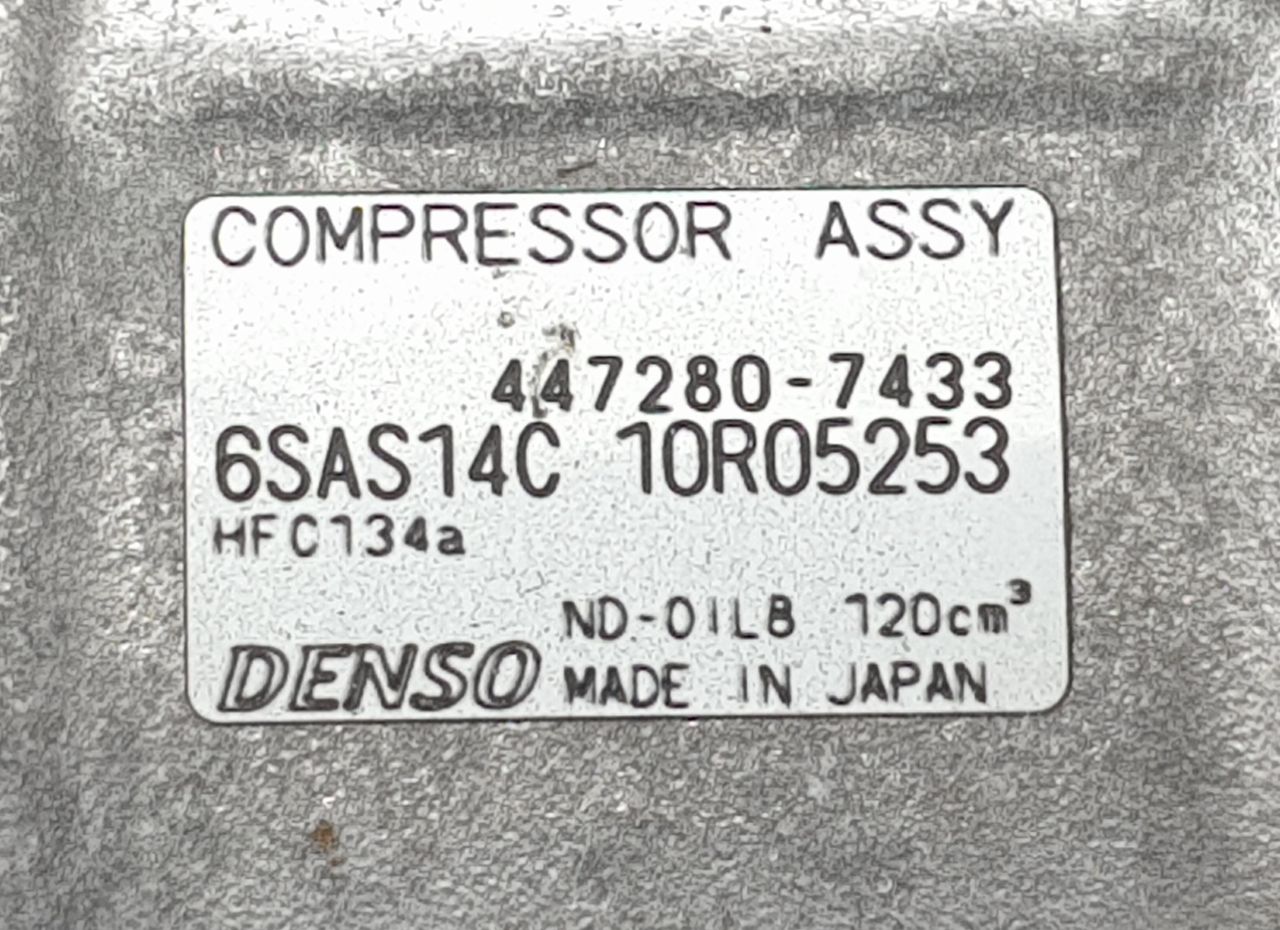 COMPRESSOR ASSY
447280-7433
6SAS14C 10R05253
HFC134a
ND-OIL8 120cm³
DENSO MADE IN JAPAN